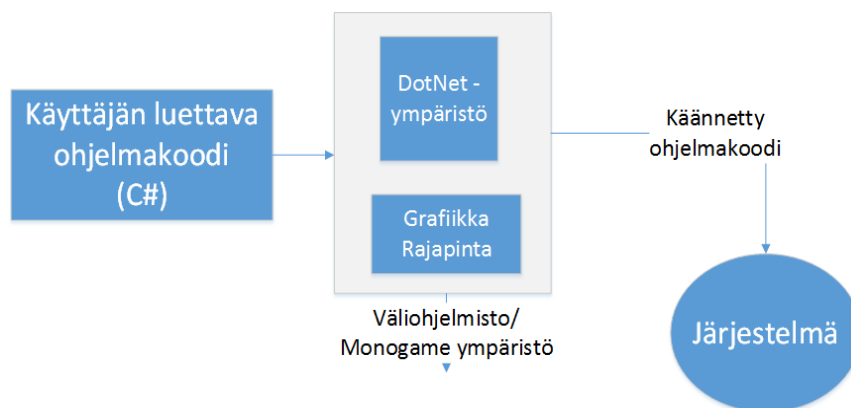 Käyttäjän luettava
ohjelmakoodi
(C#)
DotNet -
ympäristö
Grafiikka
Rajapinta
Väliohjelmisto/
Monogame ympäristö
Käännetty
ohjelmakoodi
Järjestelmä